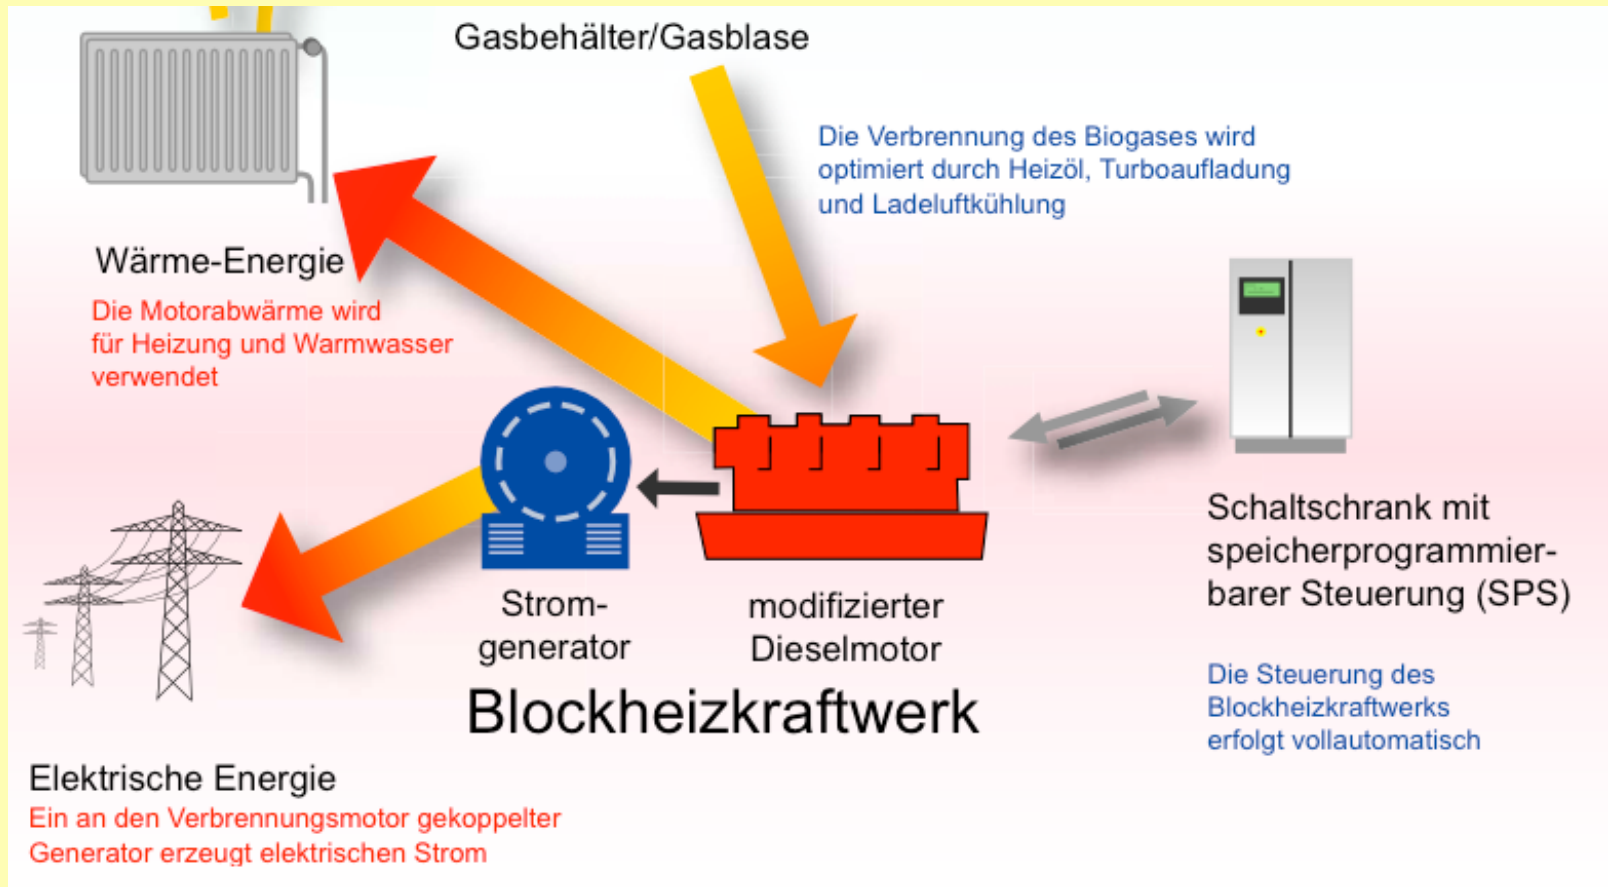 Gasbehälter/Gasblase
Die Verbrennung des Biogases wird
optimiert durch Heizöl, Turboaufladung
und Ladeluftkühlung
Wärme-Energie
Die Motorabwärme wird
für Heizung und Warmwasser
verwendet
Schaltschrank mit
speicherprogrammier-
barer Steuerung (SPS)
Die Steuerung des
Blockheizkraftwerks
erfolgt vollautomatisch
Strom-
generator
modifizierter
Dieselmotor
Blockheizkraftwerk
Elektrische Energie
Ein an den Verbrennungsmotor gekoppelter
Generator erzeugt elektrischen Strom